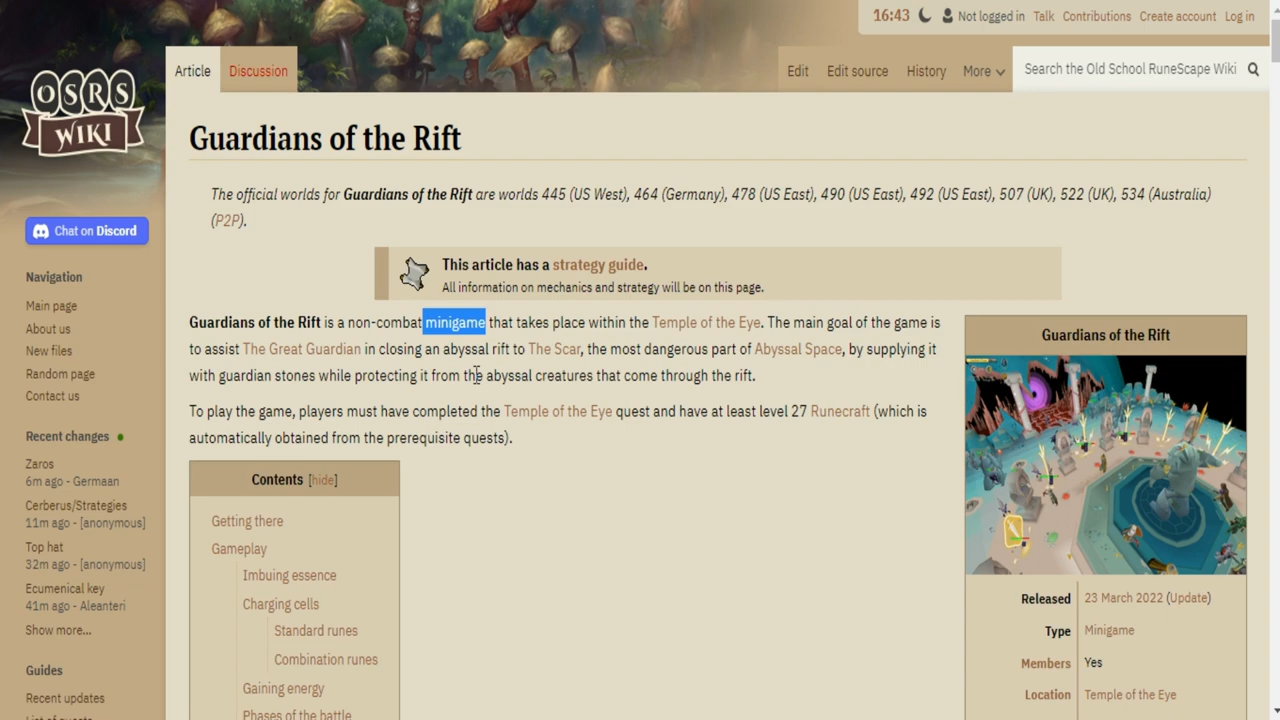 16:43 Not logged in Talk Contributions Create account Log in
OSRS
WIKI
Article Discussion Edit Edit source History More Search the Old School RuneScape Wiki
Guardians of the Rift
The official worlds for Guardians of the Rift are worlds 445 (US West), 464 (Germany), 478 (US East), 490 (US East), 492 (US East), 507 (UK), 522 (UK), 534 (Australia)
(P2P).
Chat on Discord
This article has a strategy guide.
All information on mechanics and strategy will be on this page.
Navigation
Main page
About us
New files
Random page
Contact us
Recent changes
Zaros
6m ago - Germaan
Cerberus/Strategies
11m ago - [anonymous]
Top hat
32m ago - [anonymous]
Ecumenical key
41m ago - Aleanteri
Show more...
Guides
Recent updates
List of quests
Guardians of the Rift is a non-combat minigame that takes place within the Temple of the Eye. The main goal of the game is
to assist The Great Guardian in closing an abyssal rift to The Scar, the most dangerous part of Abyssal Space, by supplying it
with guardian stones while protecting it from the abyssal creatures that come through the rift.
To play the game, players must have completed the Temple of the Eye quest and have at least level 27 Runecraft (which is
automatically obtained from the prerequisite quests).
Contents [hide]
Getting there
Gameplay
Imbuing essence
Charging cells
Standard runes
Combination runes
Gaining energy
Phases of the battle
Guardians of the Rift
Released 23 March 2022 (Update)
Type Minigame
Members Yes
Location Temple of the Eye